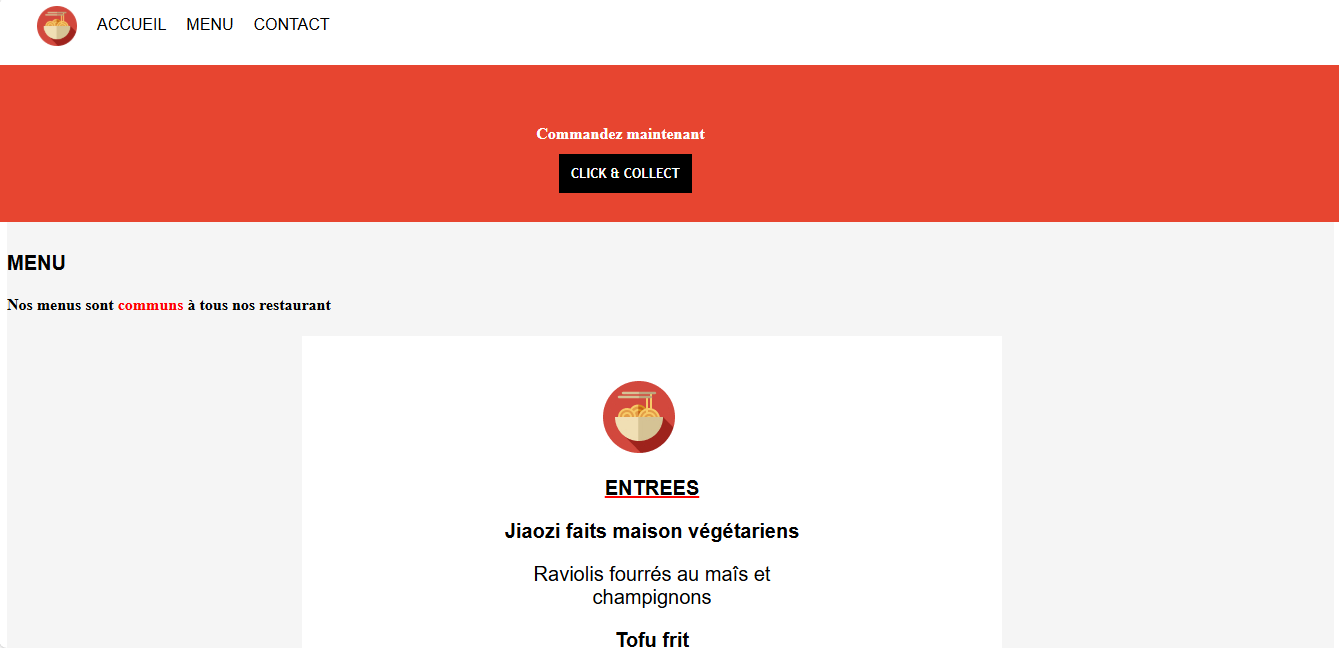 ACCUEIL MENU CONTACT
Commandez maintenant
CLICK & COLLECT
MENU
Nos menus sont communs à tous nos restaurant
ENTREES
Jiaozi faits maison végétariens
Raviolis fourrés au maîs et
champignons
Tofu frit